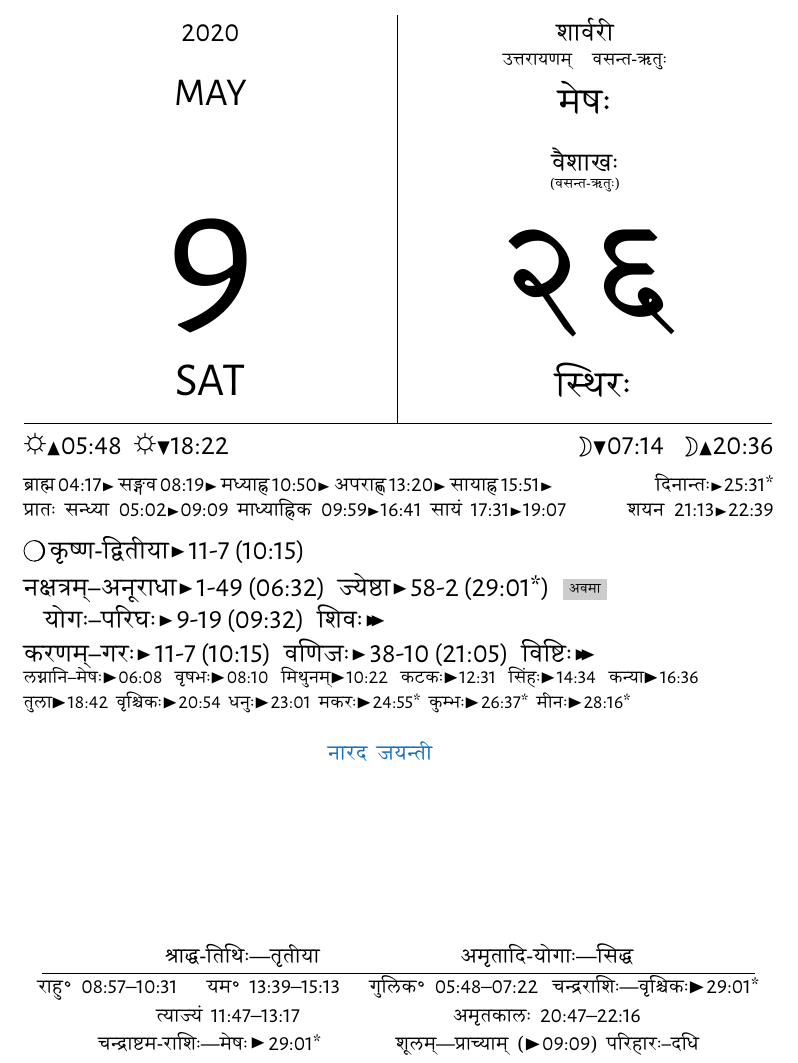 2020
MAY
9
SAT
शार्वरी
उत्तरायणम् वसन्त-ऋतुः
मेषः
वैशाखः
(वसन्त-ऋतुः)
२६
स्थिरः
☼▲05:48 ☼▼18:22 ☽▼07:14 ☽▲20:36
ब्राह्म04:17► सङ्गव08:19► मध्याह्न10:50► अपराह्ण13:20► सायाह्न15:51► दिनान्तः►25:31*
प्रातः सन्ध्या 05:02►09:09 माध्याह्निक 09:59►16:41 सायं 17:31►19:07 शयन 21:13►22:39
❍कृष्ण-द्वितीया►11-7 (10:15)
नक्षत्रम्–अनूराधा►1-49 (06:32) ज्येष्ठा►58-2 (29:01*) अवमा
योगः–परिघः►9-19 (09:32) शिवः►►
करणम्–गरः►11-7 (10:15) वणिजः►38-10 (21:05) विष्टिः►►
लग्नानि–मेषः►06:08 वृषभः►08:10 मिथुनम्►10:22 कटकः►12:31 सिंहः►14:34 कन्या►16:36
तुला►18:42 वृश्चिकः►20:54 धनुः►23:01 मकरः►24:55* कुम्भः►26:37* मीनः►28:16*
नारद जयन्ती
श्राद्ध-तिथिः—तृतीया अमृतादि-योगाः—सिद्ध
राहु° 08:57–10:31 यम° 13:39–15:13 गुलिक° 05:48–07:22 चन्द्रराशिः—वृश्चिकः►29:01*
त्याज्यं 11:47–13:17 अमृतकालः 20:47–22:16
चन्द्राष्टम-राशिः—मेषः►29:01* शूलम्—प्राच्याम् (►09:09) परिहारः–दधि